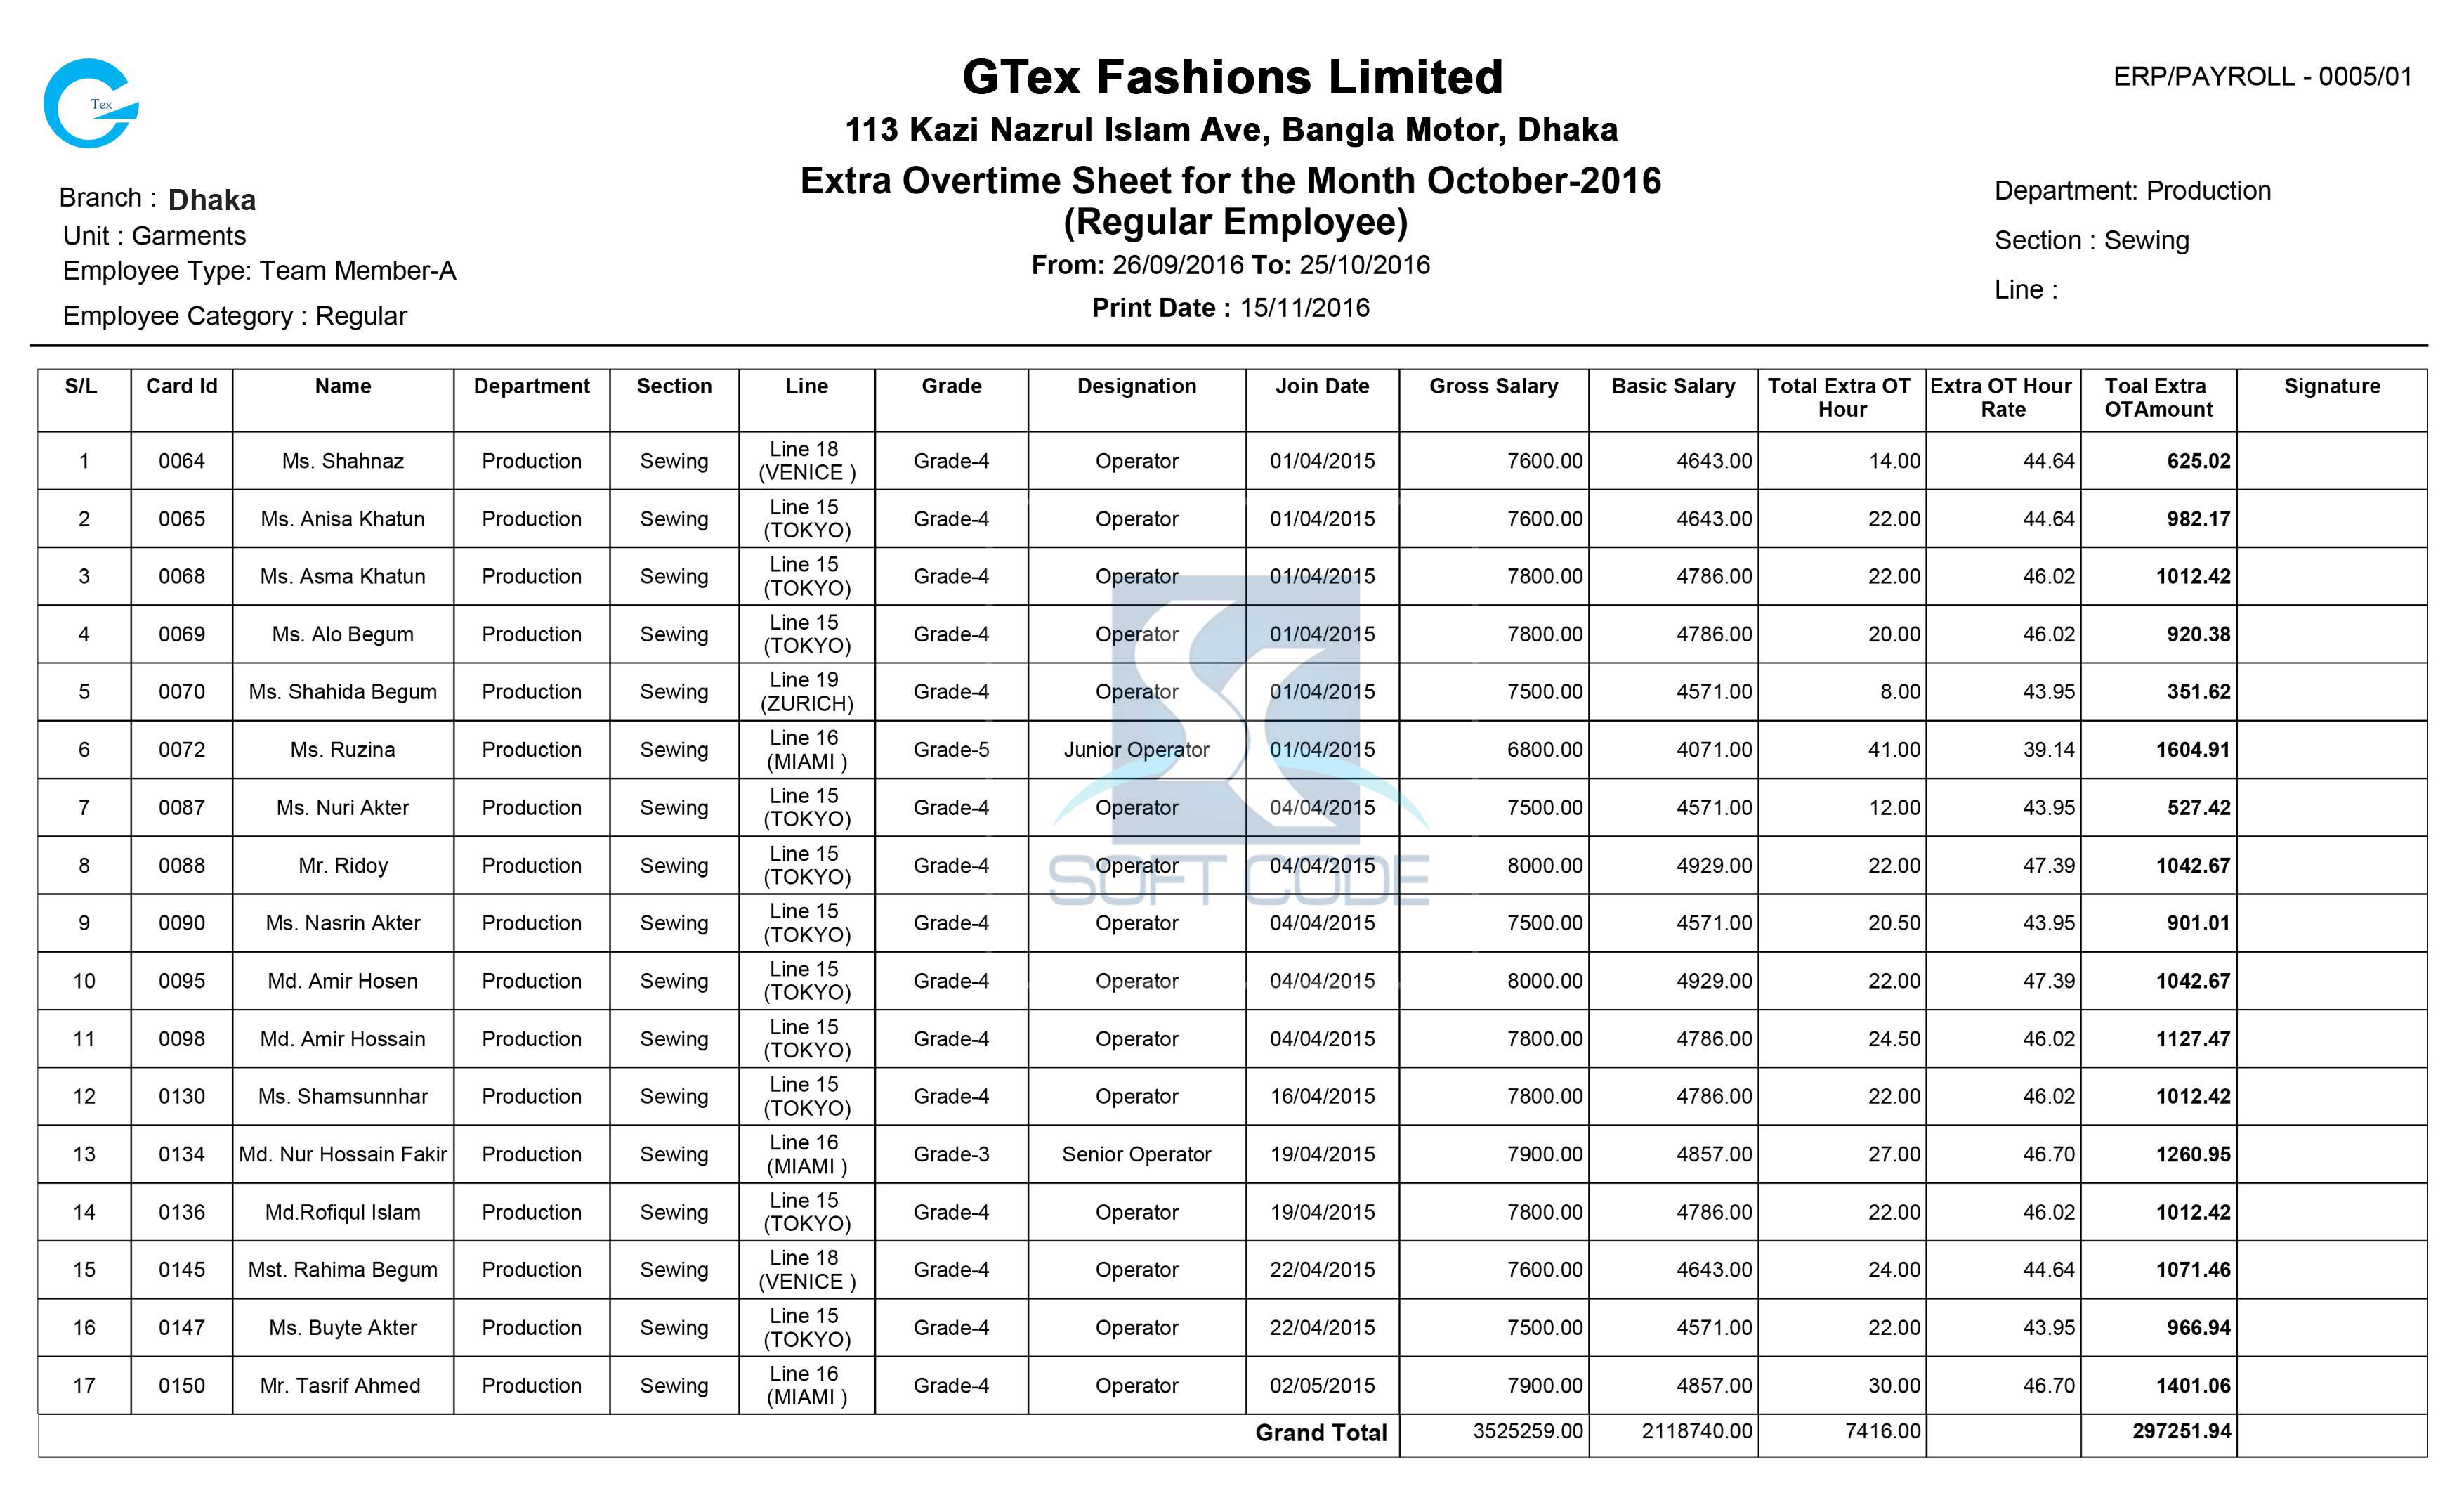 Tex
GTex Fashions Limited
ERP/PAYROLL - 0005/01
113 Kazi Nazrul Islam Ave, Bangla Motor, Dhaka
Extra Overtime Sheet for the Month October-2016
(Regular Employee)
From: 26/09/2016 To: 25/10/2016
Print Date : 15/11/2016
Branch : Dhaka
Unit : Garments
Employee Type: Team Member-A
Employee Category : Regular
Department: Production
Section : Sewing
Line :
S/L Card Id Name Department Section Line Grade Designation Join Date Gross Salary Basic Salary Total Extra OT Hour Extra OT Hour Rate Toal Extra OTAmount Signature
1 0064 Ms. Shahnaz Production Sewing Line 18 (VENICE ) Grade-4 Operator 01/04/2015 7600.00 4643.00 14.00 44.64 625.02
2 0065 Ms. Anisa Khatun Production Sewing Line 15 (TOKYO) Grade-4 Operator 01/04/2015 7600.00 4643.00 22.00 44.64 982.17
3 0068 Ms. Asma Khatun Production Sewing Line 15 (TOKYO) Grade-4 Operator 01/04/2015 7800.00 4786.00 22.00 46.02 1012.42
4 0069 Ms. Alo Begum Production Sewing Line 15 (TOKYO) Grade-4 Operator 01/04/2015 7800.00 4786.00 20.00 46.02 920.38
5 0070 Ms. Shahida Begum Production Sewing Line 19 (ZURICH) Grade-4 Operator 01/04/2015 7500.00 4571.00 8.00 43.95 351.62
6 0072 Ms. Ruzina Production Sewing Line 16 (MIAMI ) Grade-5 Junior Operator 01/04/2015 6800.00 4071.00 41.00 39.14 1604.91
7 0087 Ms. Nuri Akter Production Sewing Line 15 (TOKYO) Grade-4 Operator 04/04/2015 7500.00 4571.00 12.00 43.95 527.42
8 0088 Mr. Ridoy Production Sewing Line 15 (TOKYO) Grade-4 Operator 04/04/2015 8000.00 4929.00 22.00 47.39 1042.67
SOFT CODE
9 0090 Ms. Nasrin Akter Production Sewing Line 15 (TOKYO) Grade-4 Operator 04/04/2015 7500.00 4571.00 20.50 43.95 901.01
10 0095 Md. Amir Hosen Production Sewing Line 15 (TOKYO) Grade-4 Operator 04/04/2015 8000.00 4929.00 22.00 47.39 1042.67
11 0098 Md. Amir Hossain Production Sewing Line 15 (TOKYO) Grade-4 Operator 04/04/2015 7800.00 4786.00 24.50 46.02 1127.47
12 0130 Ms. Shamsunnhar Production Sewing Line 15 (TOKYO) Grade-4 Operator 16/04/2015 7800.00 4786.00 22.00 46.02 1012.42
13 0134 Md. Nur Hossain Fakir Production Sewing Line 16 (MIAMI ) Grade-3 Senior Operator 19/04/2015 7900.00 4857.00 27.00 46.70 1260.95
14 0136 Md.Rofiqul Islam Production Sewing Line 15 (TOKYO) Grade-4 Operator 19/04/2015 7800.00 4786.00 22.00 46.02 1012.42
15 0145 Mst. Rahima Begum Production Sewing Line 18 (VENICE ) Grade-4 Operator 22/04/2015 7600.00 4643.00 24.00 44.64 1071.46
16 0147 Ms. Buyte Akter Production Sewing Line 15 (TOKYO) Grade-4 Operator 22/04/2015 7500.00 4571.00 22.00 43.95 966.94
17 0150 Mr. Tasrif Ahmed Production Sewing Line 16 (MIAMI ) Grade-4 Operator 02/05/2015 7900.00 4857.00 30.00 46.70 1401.06
Grand Total 3525259.00 2118740.00 7416.00 297251.94